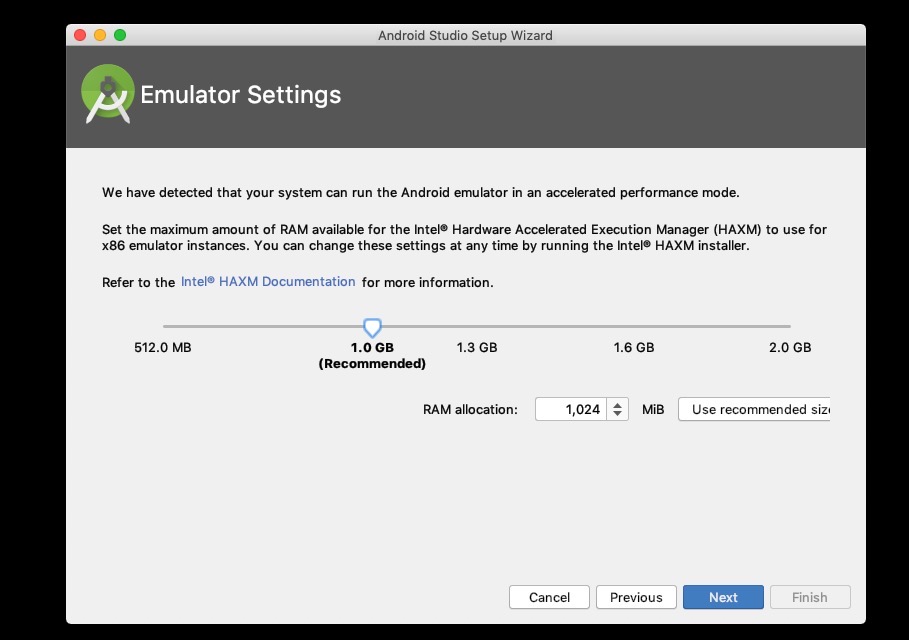 Android Studio Setup Wizard
Emulator Settings
We have detected that your system can run the Android emulator in an accelerated performance mode.
Set the maximum amount of RAM available for the Intel® Hardware Accelerated Execution Manager (HAXM) to use for
x86 emulator instances. You can change these settings at any time by running the Intel® HAXM installer.
Refer to the Intel® HAXM Documentation for more information.
512.0 MB 1.0 GB 1.3 GB 1.6 GB 2.0 GB
(Recommended)
RAM allocation: 1,024 MiB Use recommended size
Cancel Previous Next Finish